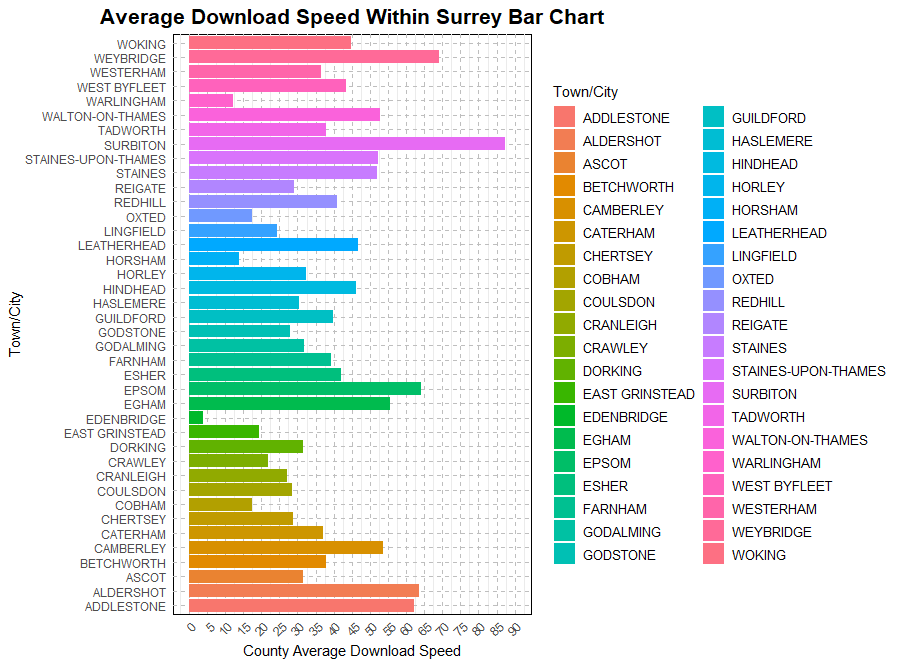 Average Download Speed Within Surrey Bar Chart
Town/City
WOKING
WEYBRIDGE
WESTERHAM
WEST BYFLEET
WARLINGHAM
WALTON-ON-THAMES
TADWORTH
SURBITON
STAINES-UPON-THAMES
STAINES
REIGATE
REDHILL
OXTED
LINGFIELD
LEATHERHEAD
HORSHAM
HORLEY
HINDHEAD
HASLEMERE
GUILDFORD
GODSTONE
GODALMING
FARNHAM
ESHER
EPSOM
EGHAM
EDENBRIDGE
EAST GRINSTEAD
DORKING
CRAWLEY
CRANLEIGH
COULSDON
COBHAM
CHERTSEY
CATERHAM
CAMBERLEY
BETCHWORTH
ASCOT
ALDERSHOT
ADDLESTONE
0 5 10 15 20 25 30 35 40 45 50 55 60 65 70 75 80 85 90
County Average Download Speed
Town/City
ADDLESTONE
ALDERSHOT
ASCOT
BETCHWORTH
CAMBERLEY
CATERHAM
CHERTSEY
COBHAM
COULSDON
CRANLEIGH
CRAWLEY
DORKING
EAST GRINSTEAD
EDENBRIDGE
EGHAM
EPSOM
ESHER
FARNHAM
GODALMING
GODSTONE
GUILDFORD
HASLEMERE
HINDHEAD
HORLEY
HORSHAM
LEATHERHEAD
LINGFIELD
OXTED
REDHILL
REIGATE
STAINES
STAINES-UPON-THAMES
SURBITON
TADWORTH
WALTON-ON-THAMES
WARLINGHAM
WEST BYFLEET
WESTERHAM
WEYBRIDGE
WOKING